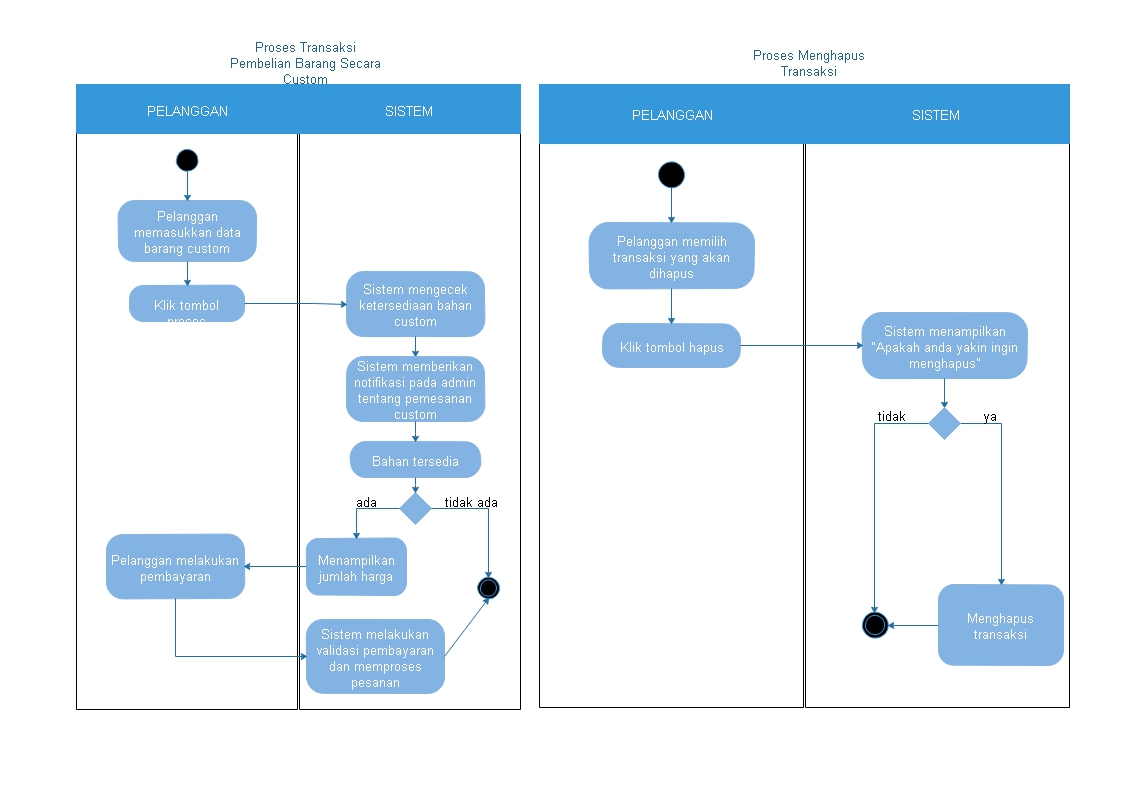 Proses Transaksi
Pembelian Barang Secara
Custom
PELANGGAN
SISTEM
Pelanggan
memasukkan data
barang custom
Klik tombol
proses
Sistem mengecek
ketersediaan bahan
custom
Sistem memberikan
notifikasi pada admin
tentang pemesanan
custom
Bahan tersedia
ada
tidak ada
Menampilkan
jumlah harga
Pelanggan melakukan
pembayaran
Sistem melakukan
validasi pembayaran
dan memproses
pesanan
Proses Menghapus
Transaksi
PELANGGAN
SISTEM
Pelanggan memilih
transaksi yang akan
dihapus
Klik tombol hapus
Sistem menampilkan
"Apakah anda yakin ingin
menghapus"
tidak
ya
Menghapus
transaksi